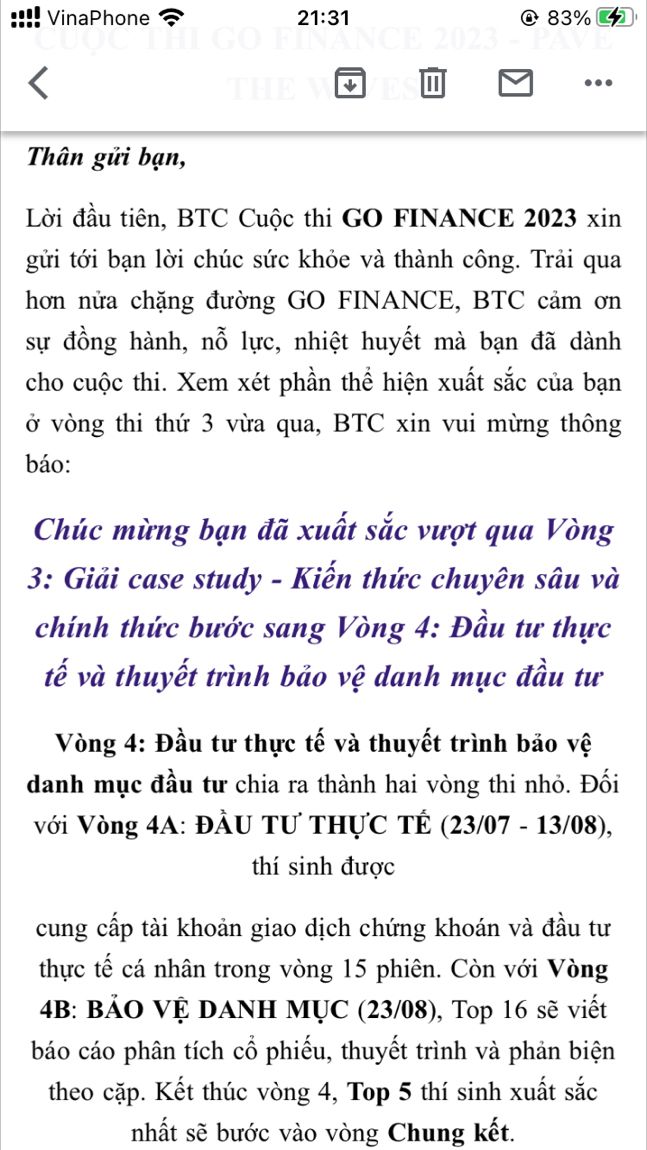 VinaPhone 21:31 83%
CUỘC THI GO FINANCE 2023 - PAVE
THE WAVES
Thân gửi bạn,
Lời đầu tiên, BTC Cuộc thi GO FINANCE 2023 xin
gửi tới bạn lời chúc sức khỏe và thành công. Trải qua
hơn nửa chặng đường GO FINANCE, BTC cảm ơn
sự đồng hành, nỗ lực, nhiệt huyết mà bạn đã dành
cho cuộc thi. Xem xét phần thể hiện xuất sắc của bạn
ở vòng thi thứ 3 vừa qua, BTC xin vui mừng thông
báo:
Chúc mừng bạn đã xuất sắc vượt qua Vòng
3: Giải case study - Kiến thức chuyên sâu và
chính thức bước sang Vòng 4: Đầu tư thực
tế và thuyết trình bảo vệ danh mục đầu tư
Vòng 4: Đầu tư thực tế và thuyết trình bảo vệ
danh mục đầu tư chia ra thành hai vòng thi nhỏ. Đối
với Vòng 4A: ĐẦU TƯ THỰC TẾ (23/07 - 13/08),
thí sinh được
cung cấp tài khoản giao dịch chứng khoán và đầu tư
thực tế cá nhân trong vòng 15 phiên. Còn với Vòng
4B: BẢO VỆ DANH MỤC (23/08), Top 16 sẽ viết
báo cáo phân tích cổ phiếu, thuyết trình và phản biện
theo cặp. Kết thúc vòng 4, Top 5 thí sinh xuất sắc
nhất sẽ bước vào vòng Chung kết.